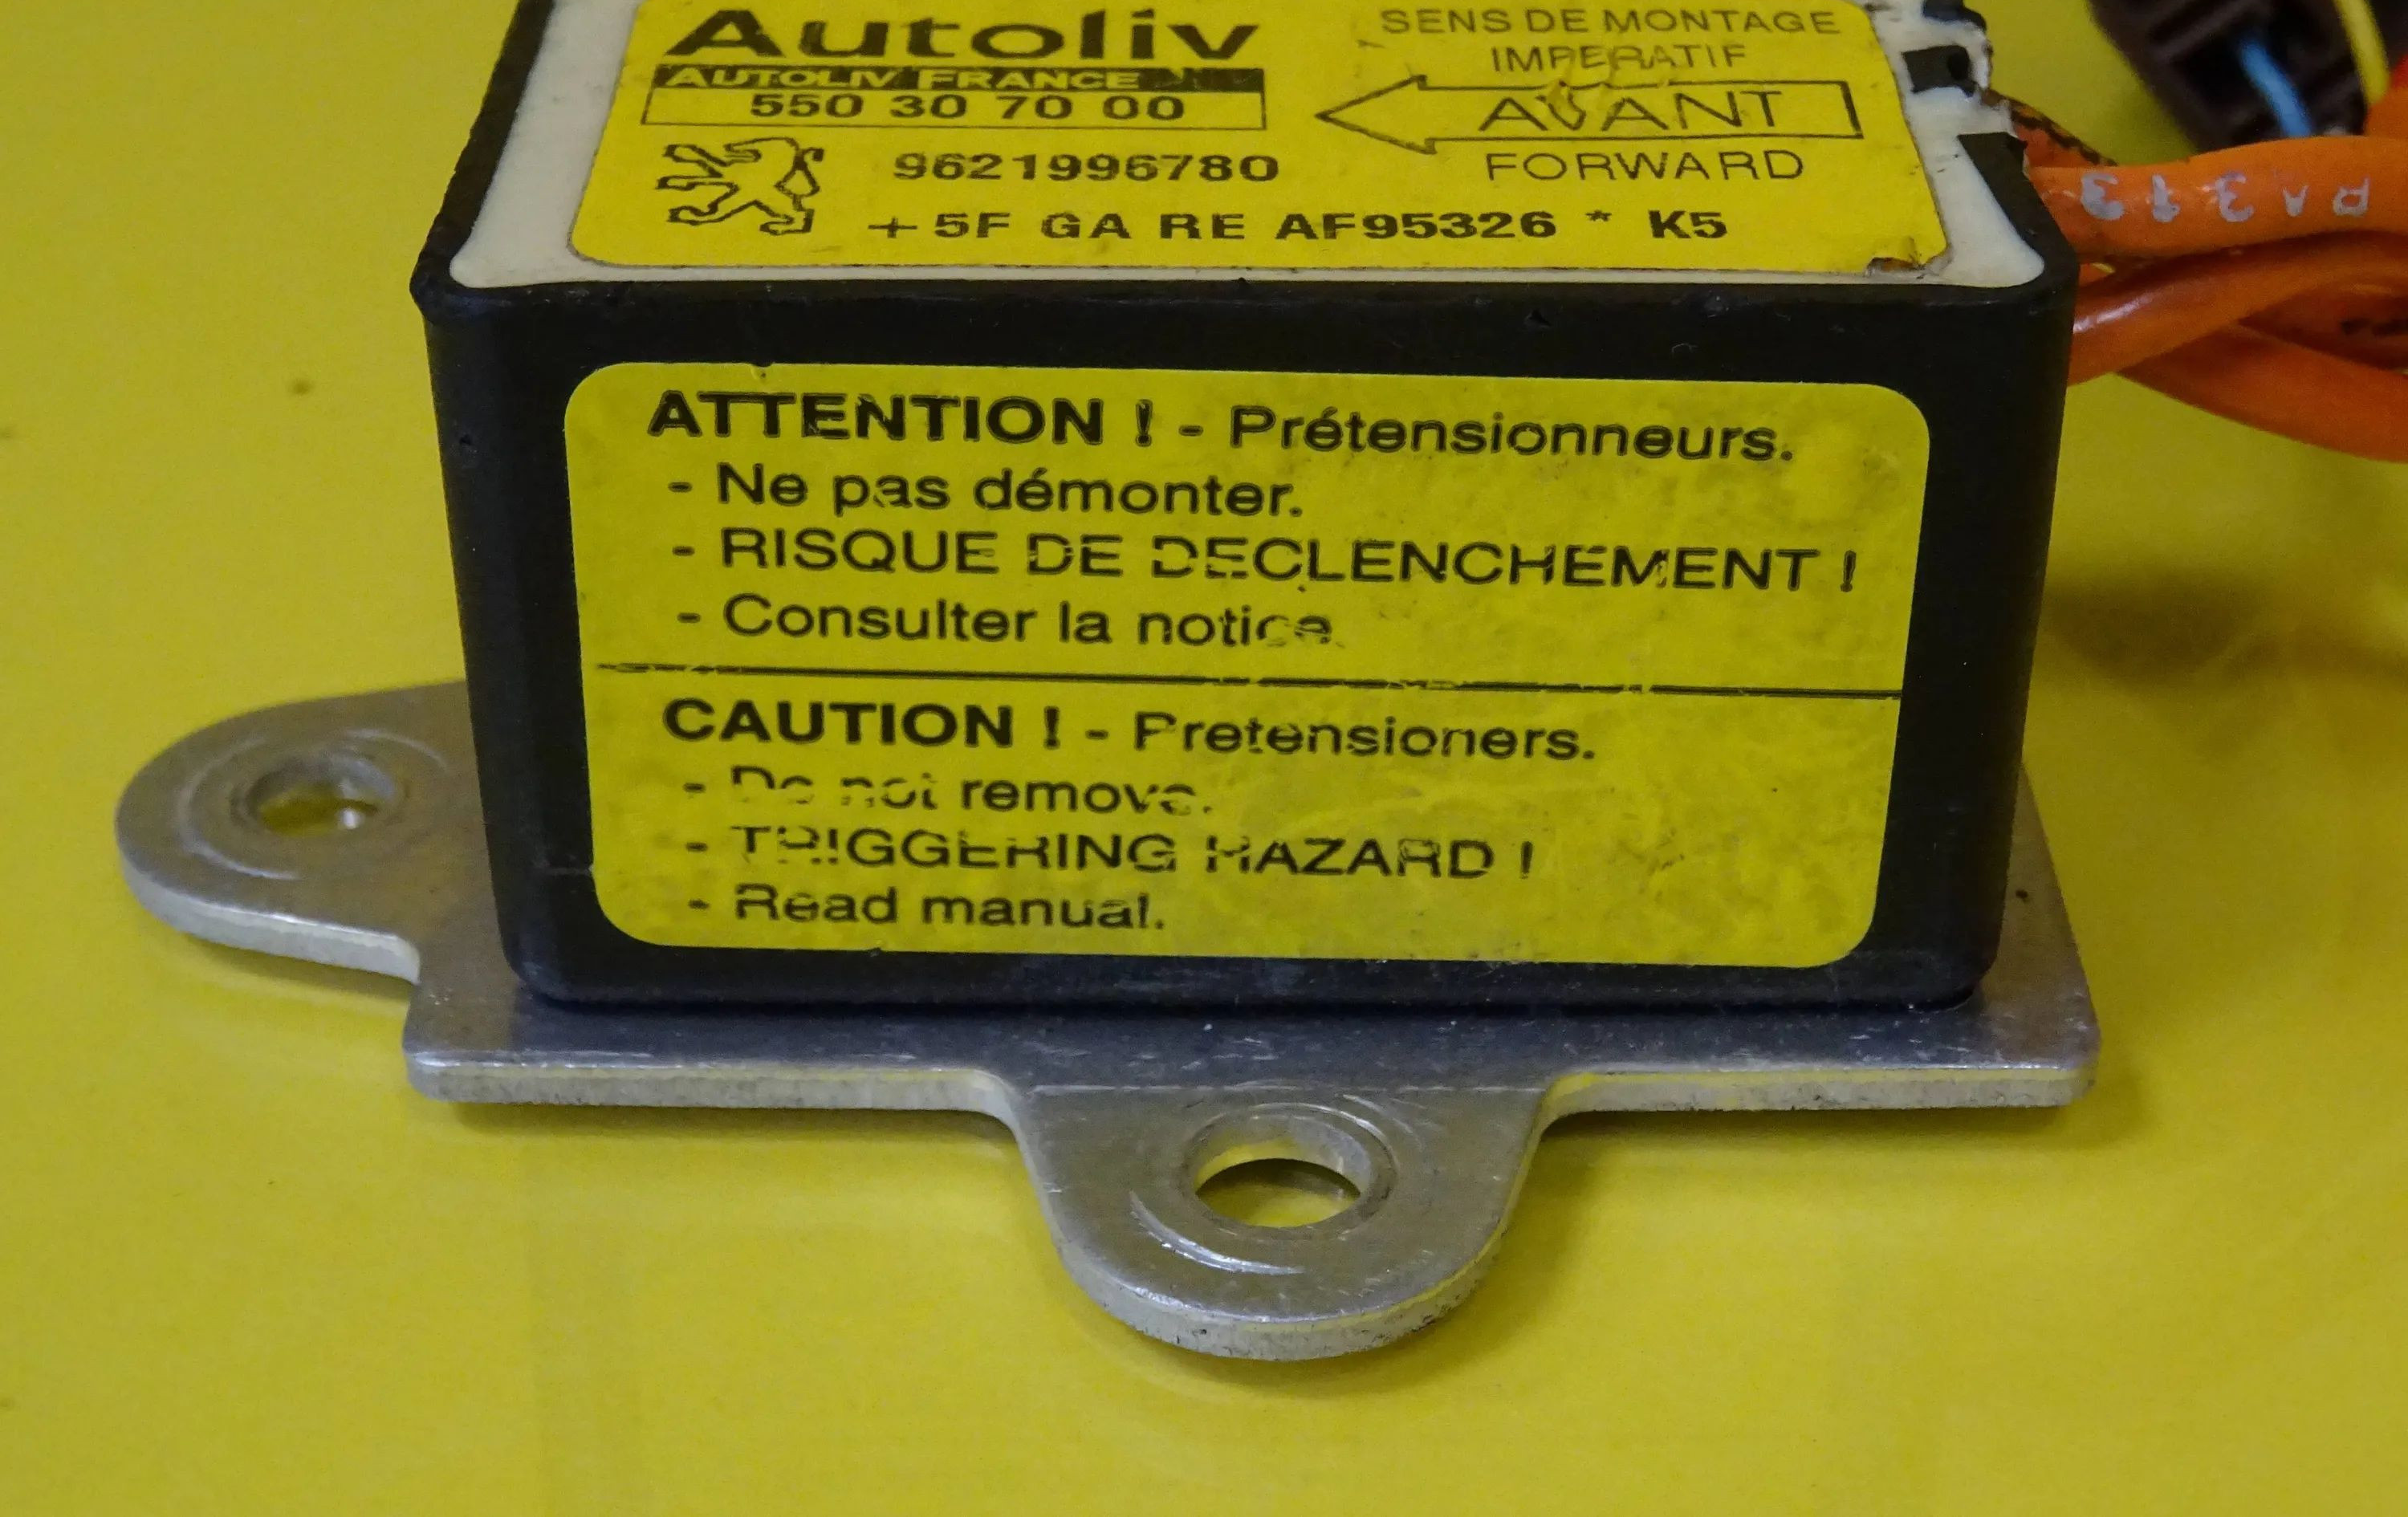 Autoliv
AUTOLIV FRANCE
550 30 70 00
9621996780
+5F GA RE AF95326 * K5
SENS DE MONTAGE
IMPERATIF
AVANT
FORWARD
ATTENTION ! - Prétensionneurs.
- Ne pas démonter.
- RISQUE DE DECLENCHEMENT !
- Consulter la notice.
CAUTION ! - Pretensioners.
- Do not remove.
- TRIGGERING HAZARD !
- Read manual.